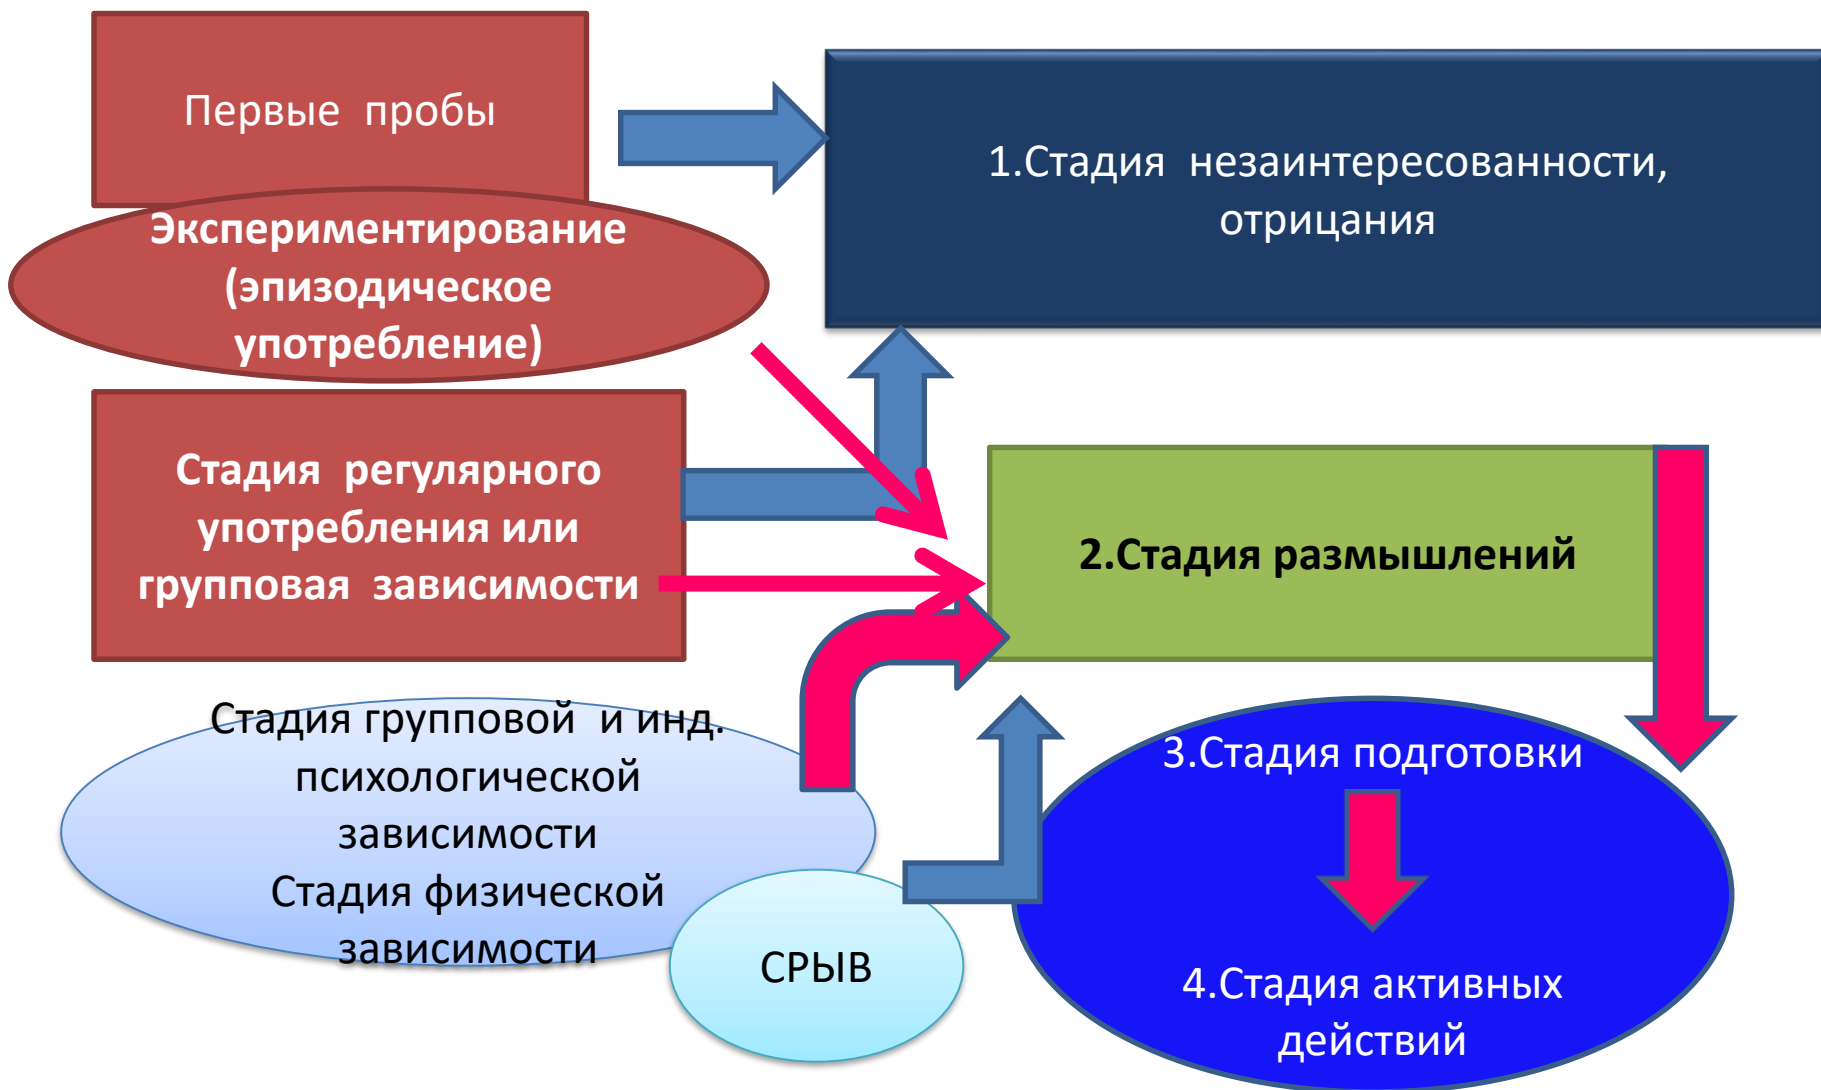 Первые пробы
Экспериментирование
(эпизодическое
употребление)
Стадия регулярного
употребления или
групповая зависимости
Стадия групповой и инд.
психологической
зависимости
Стадия физической
зависимости
СРЫВ
1.Стадия незаинтересованности,
отрицания
2.Стадия размышлений
3.Стадия подготовки
4.Стадия активных
действий